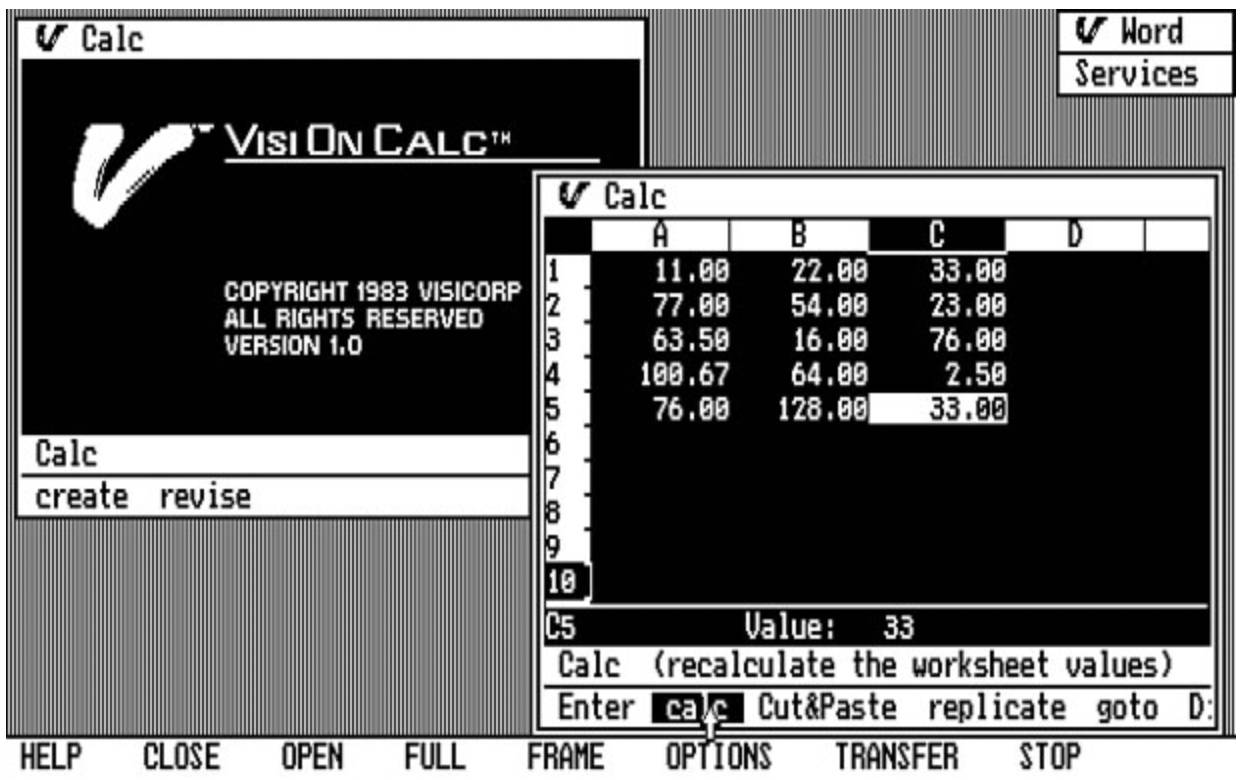 Calc
VISI ON CALC™
COPYRIGHT 1983 VISICORP
ALL RIGHTS RESERVED
VERSION 1.0
Calc
create revise
Word
Services
Calc
A B C D
1 11.00 22.00 33.00
2 77.00 54.00 23.00
3 63.50 16.00 76.00
4 100.67 64.00 2.50
5 76.00 128.00 33.00
6
7
8
9
10
C5 Value: 33
Calc (recalculate the worksheet values)
Enter calc Cut&Paste replicate goto D:
HELP CLOSE OPEN FULL FRAME OPTIONS TRANSFER STOP